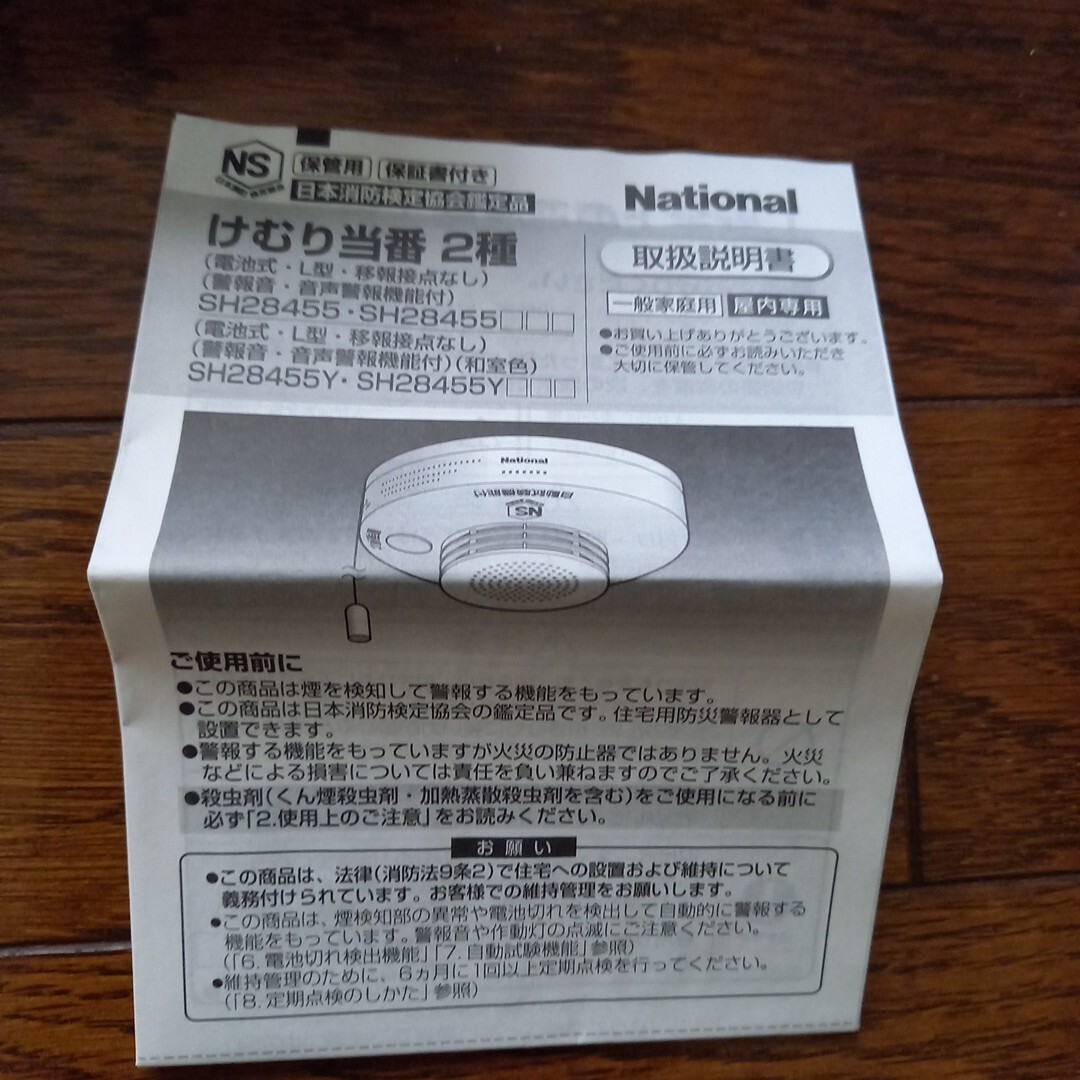 NS
保管用 保証書付き
日本消防検定協会鑑定品
National
けむり当番 2種
(電池式・L型・移報接点なし)
(警報音・音声警報機能付)
SH28455・SH28455□□□
(電池式・L型・移報接点なし)
(警報音・音声警報機能付)(和室色)
SH28455Y・SH28455Y□□□
取扱説明書
一般家庭用 屋内専用
●お買い上げありがとうございます。
●ご使用前に必ずお読みいただき
大切に保管してください。
National
自動試験機能付
NS
ご使用前に
●この商品は煙を検知して警報する機能をもっています。
●この商品は日本消防検定協会の鑑定品です。住宅用防災警報器として
設置できます。
●警報する機能をもっていますが火災の防止器ではありません。火災
などによる損害については責任を負い兼ねますのでご了承ください。
●殺虫剤(くん煙殺虫剤・加熱蒸散殺虫剤を含む)をご使用になる前に
必ず「2.使用上のご注意」をお読みください。
お願い
●この商品は、法律(消防法9条2)で住宅への設置および維持について
義務付けられています。お客様での維持管理をお願いします。
●この商品は、煙検知部の異常や電池切れを検出して自動的に警報する
機能をもっています。警報音や作動灯の点滅にご注意ください。
(「6.電池切れ検出機能」「7.自動試験機能」参照)
●維持管理のために、6ヵ月に1回以上定期点検を行ってください。
(「8.定期点検のしかた」参照)